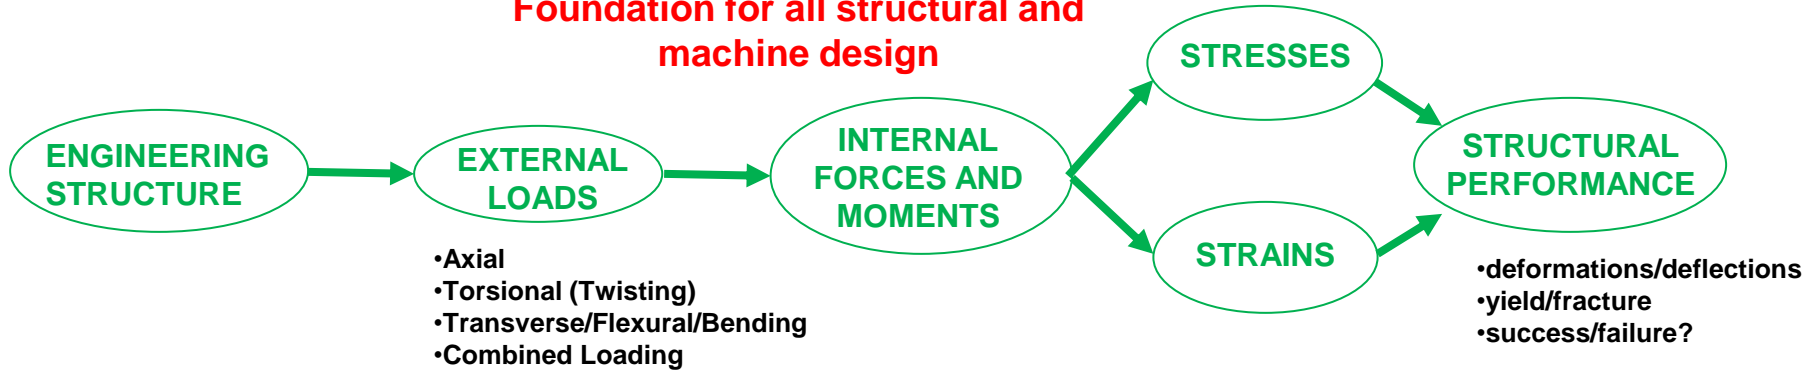 Foundation for all structural and
machine design
ENGINEERING
STRUCTURE
EXTERNAL
LOADS
•Axial
•Torsional (Twisting)
•Transverse/Flexural/Bending
•Combined Loading
INTERNAL
FORCES AND
MOMENTS
STRESSES
STRAINS
STRUCTURAL
PERFORMANCE
•deformations/deflections
•yield/fracture
•success/failure?